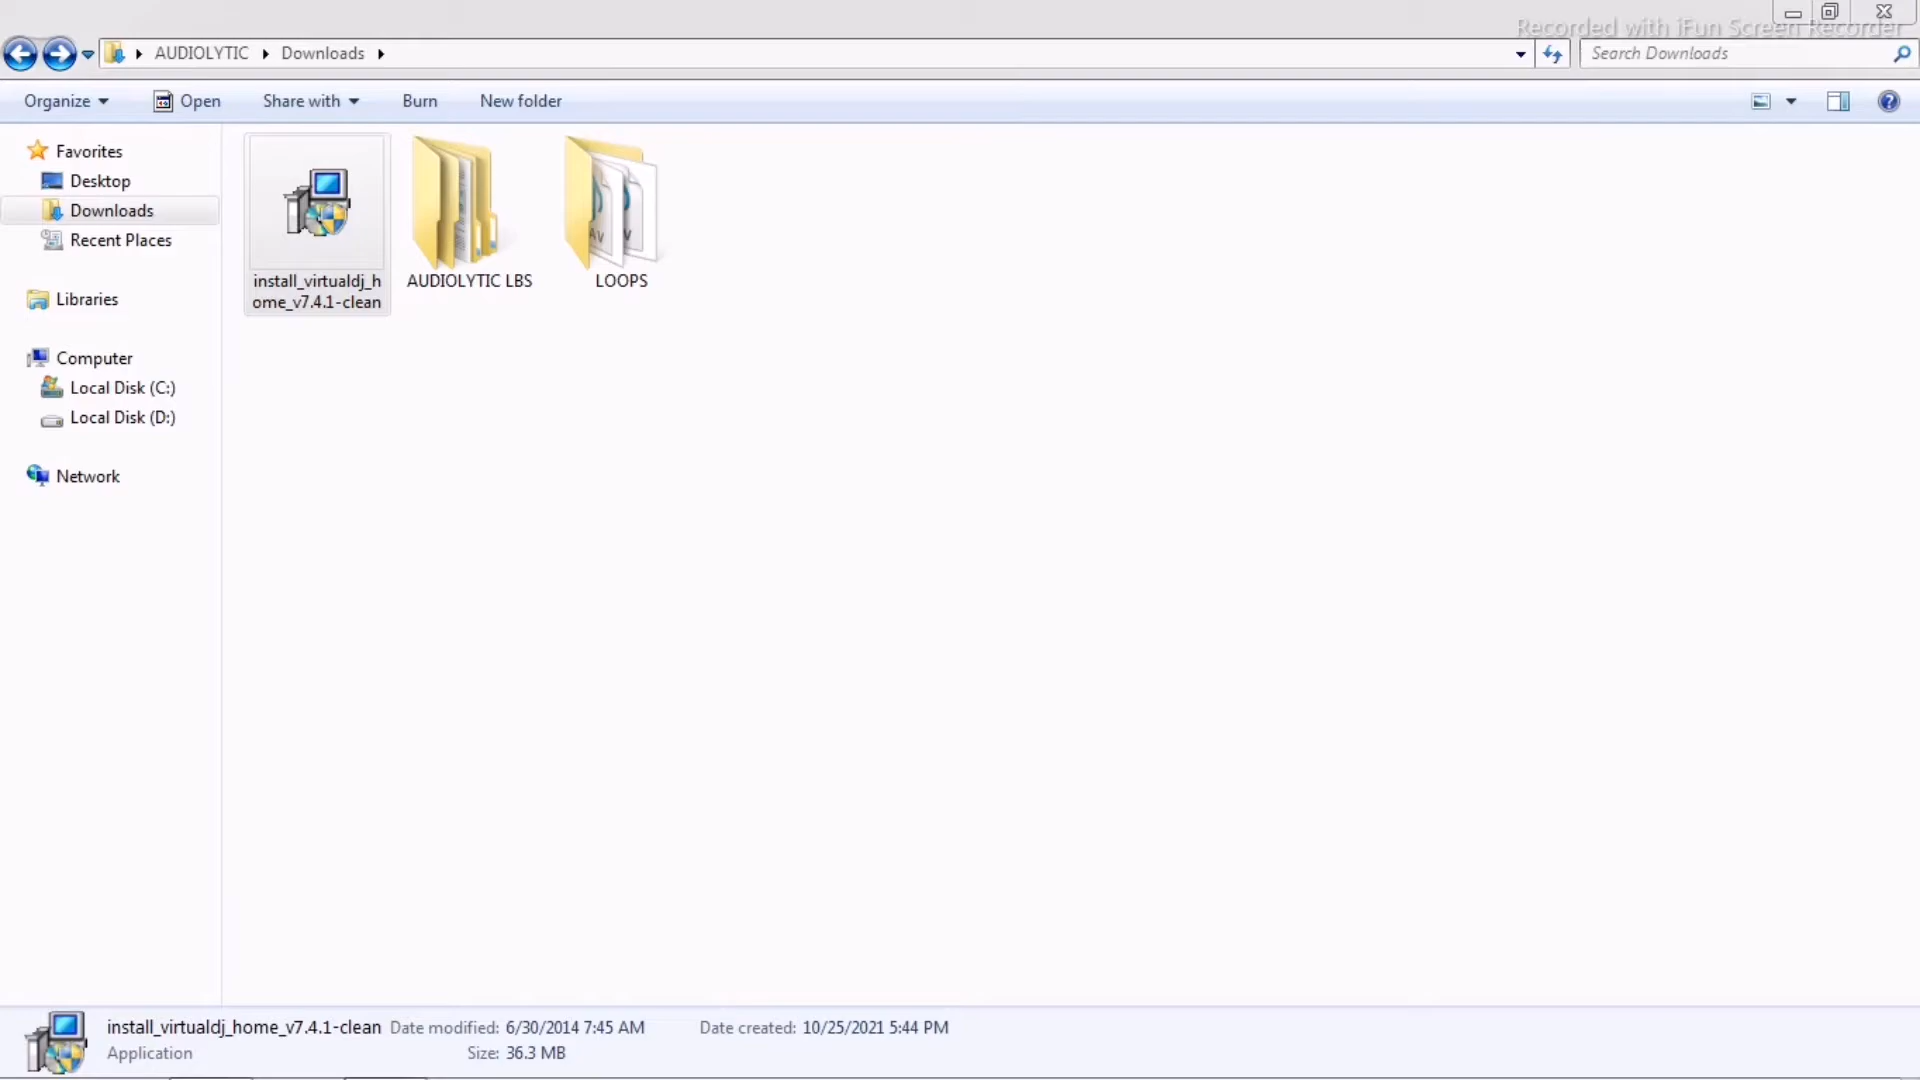 Recorded with iFun Screen Recorder
AUDIOLYTIC Downloads
Search Downloads
Organize Open Share with Burn New folder
Favorites
Desktop
Downloads
Recent Places
Libraries
Computer
Local Disk (C:)
Local Disk (D:)
Network
install_virtualdj_h
ome_v7.4.1-clean
AUDIOLYTIC LBS
LOOPS
install_virtualdj_home_v7.4.1-clean Date modified: 6/30/2014 7:45 AM Date created: 10/25/2021 5:44 PM
Application Size: 36.3 MB